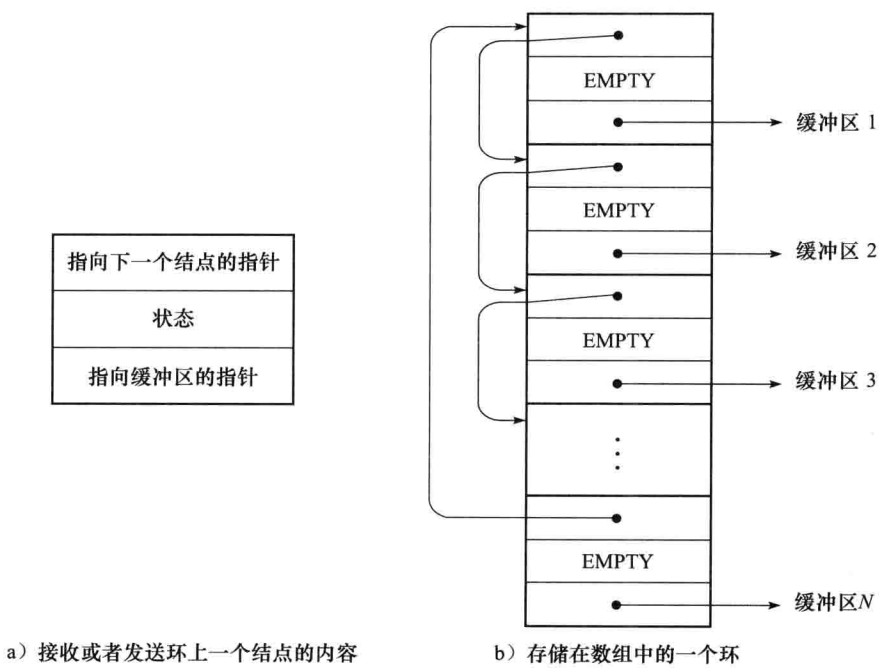 指向下一个结点的指针
状态
指向缓冲区的指针
a）接收或者发送环上一个结点的内容
EMPTY
缓冲区 1
EMPTY
缓冲区 2
EMPTY
缓冲区 3
⋮
EMPTY
缓冲区N
b）存储在数组中的一个环